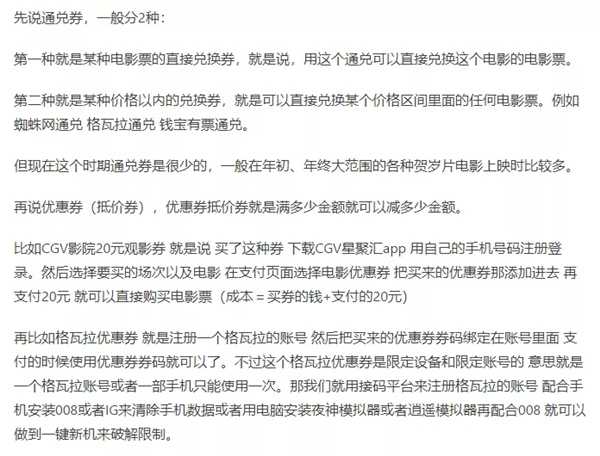 先说通兑券，一般分2种：
第一种就是某种电影票的直接兑换券，就是说，用这个通兑可以直接兑换这个电影的电影票。
第二种就是某种价格以内的兑换券，就是可以直接兑换某个价格区间里面的任何电影票。例如
蜘蛛网通兑 格瓦拉通兑 钱宝有票通兑。
但现在这个时期通兑券是很少的，一般在年初、年终大范围的各种贺岁片电影上映时比较多。
再说优惠券（抵价券），优惠券抵价券就是满多少金额就可以减多少金额。
比如CGV影院20元观影券 就是说 买了这种券 下载CGV星聚汇app 用自己的手机号码注册登
录。然后选择要买的场次以及电影 在支付页面选择电影优惠券 把买来的优惠券那添加进去 再
支付20元 就可以直接购买电影票（成本＝买券的钱+支付的20元）
再比如格瓦拉优惠券 就是注册一个格瓦拉的账号 然后把买来的优惠券券码绑定在账号里面 支
付的时候使用优惠券券码就可以了。不过这个格瓦拉优惠券是限定设备和限定账号的 意思就是
一个格瓦拉账号或者一部手机只能使用一次。那我们就用接码平台来注册格瓦拉的账号 配合手
机安装008或者IG来清除手机数据或者用电脑安装夜神模拟器或者逍遥模拟器再配合008 就可以
做到一键新机来破解限制。